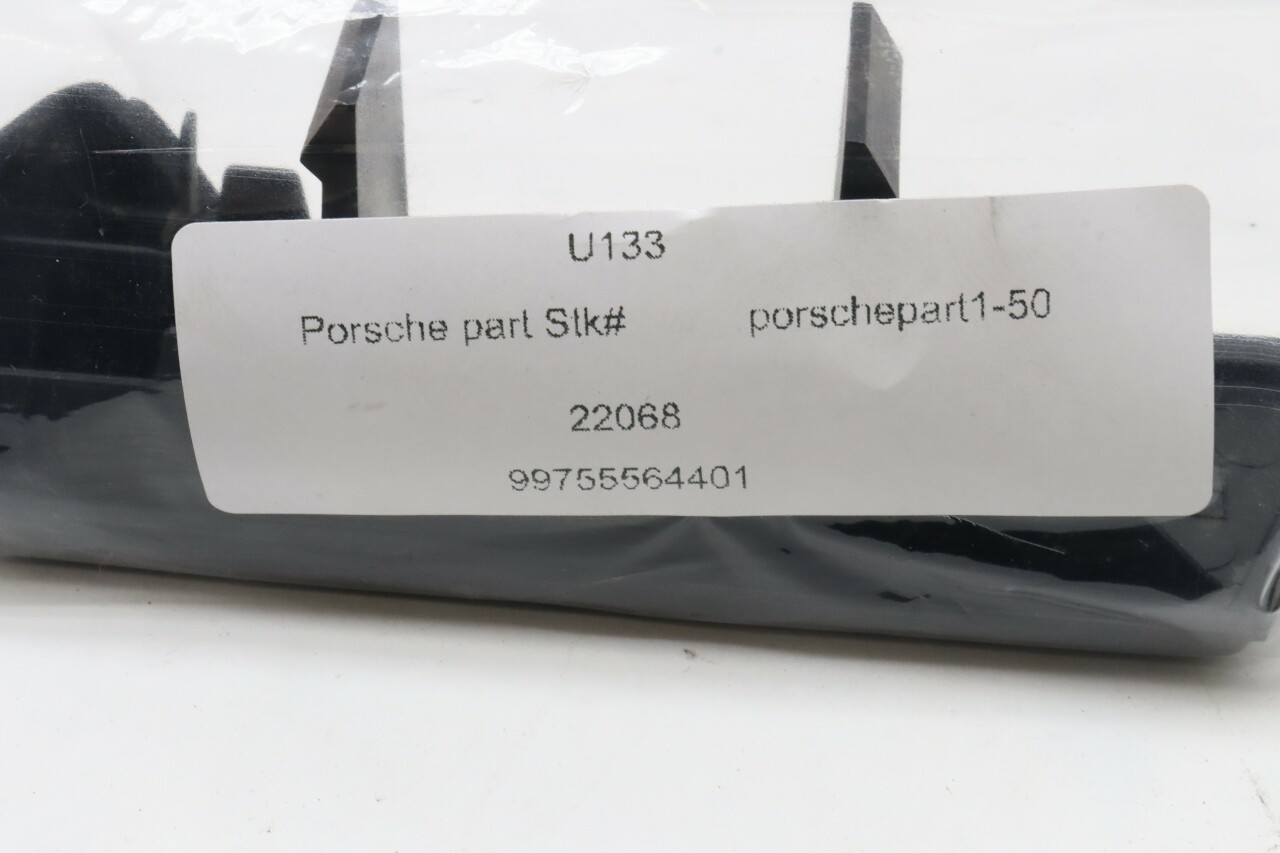 U133
Porsche part Stk# porschepart1-50
22068
99755564401